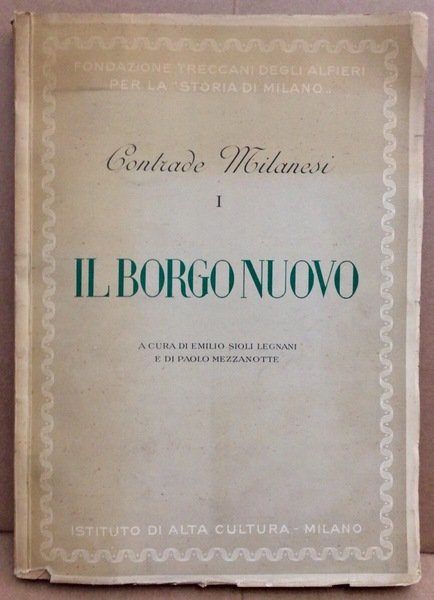 FONDAZIONE TRECCANI DEGLI ALFIERI
PER LA "STORIA DI MILANO„
Contrade Milanesi
I
IL BORGO NUOVO
A CURA DI EMILIO SIOLI LEGNANI
E DI PAOLO MEZZANOTTE
ISTITUTO DI ALTA CULTURA - MILANO